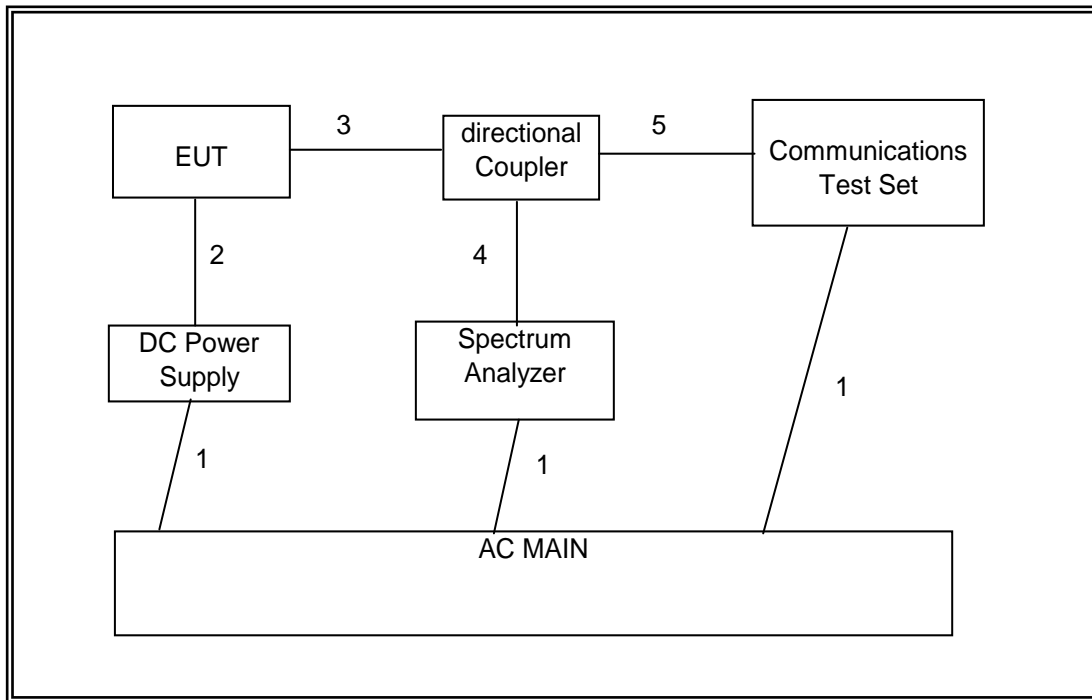 EUT
3
directional
Coupler
5
Communications
Test Set
2
4
DC Power
Supply
Spectrum
Analyzer
1
1
1
AC MAIN